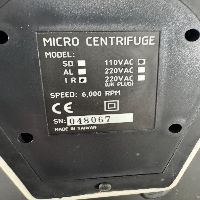 MICRO CENTRIFUGE
MODEL:
SD 110VAC
AL 220VAC
IR 220VAC
(UK PLUG)
SPEED: 6,000 RPM
CE
SN: 048067
MADE IN TAIWAN